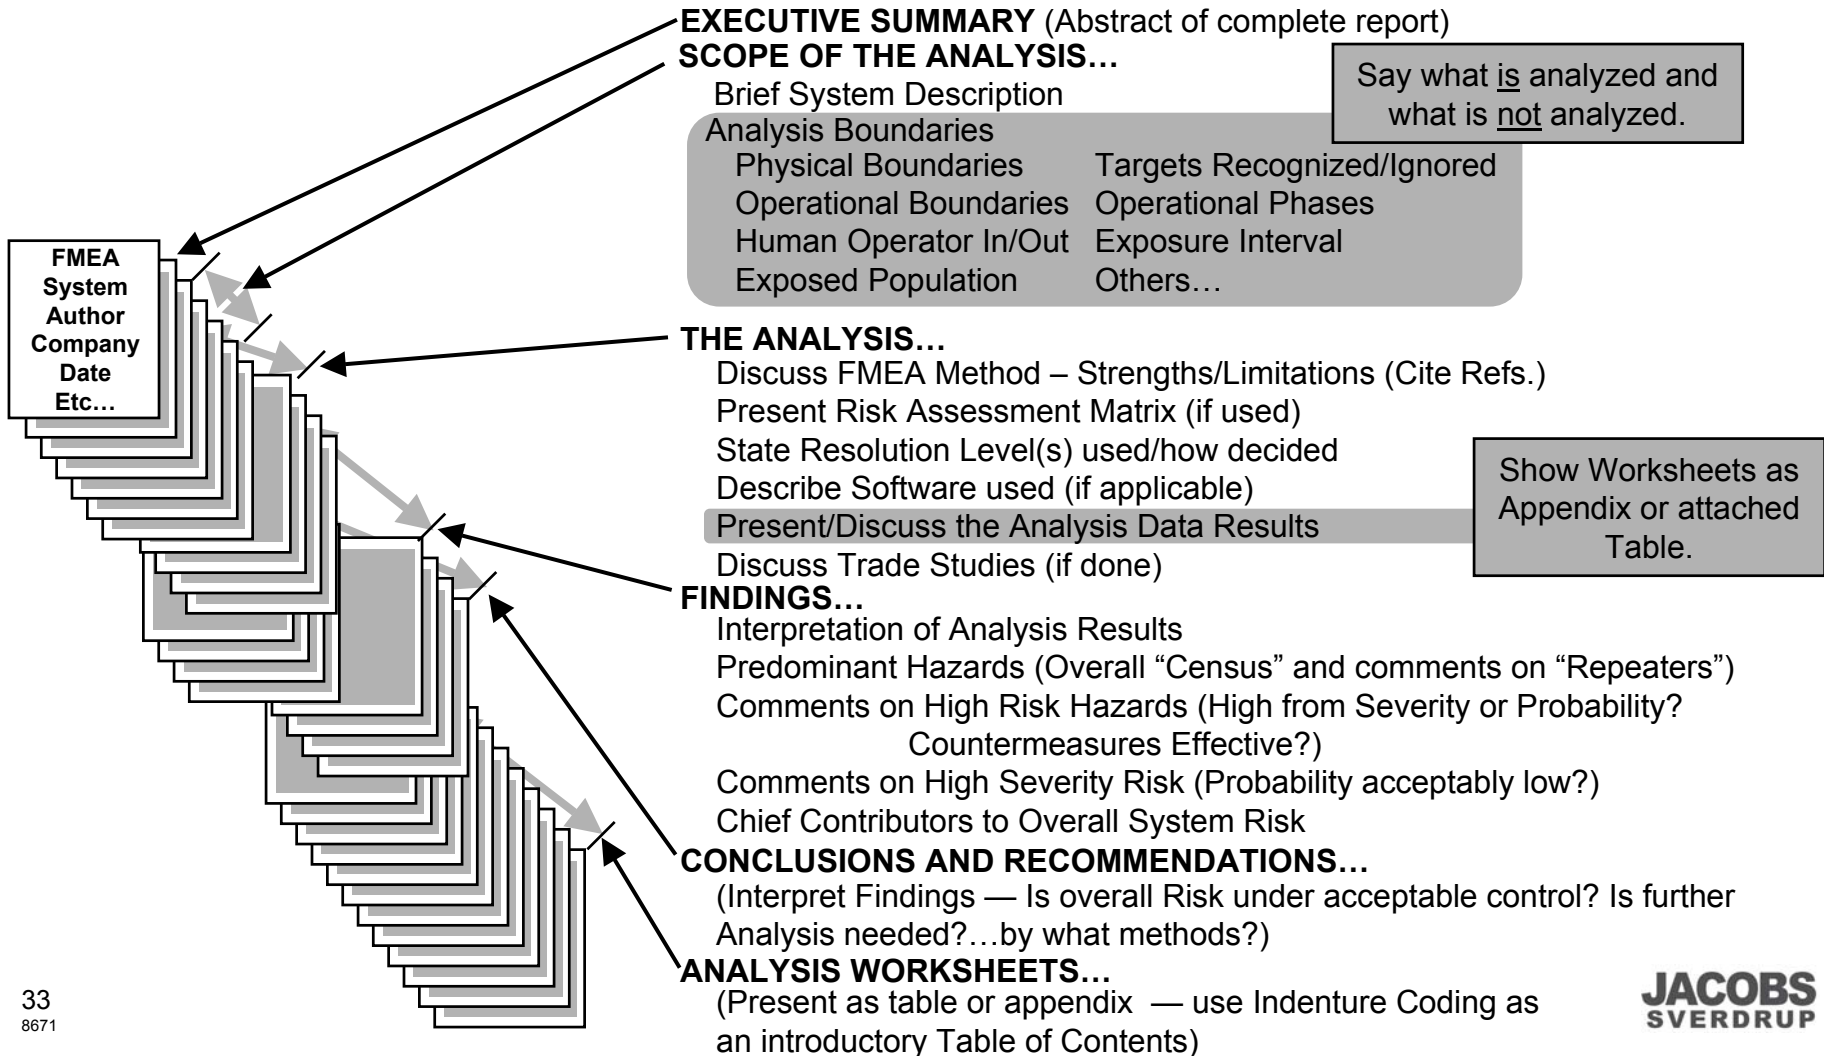 EXECUTIVE SUMMARY (Abstract of complete report)
SCOPE OF THE ANALYSIS…
Brief System Description
Say what is analyzed and
what is not analyzed.
Analysis Boundaries
Physical Boundaries Targets Recognized/Ignored
Operational Boundaries Operational Phases
Human Operator In/Out Exposure Interval
Exposed Population Others…
FMEA
System
Author
Company
Date
Etc…
THE ANALYSIS…
Discuss FMEA Method – Strengths/Limitations (Cite Refs.)
Present Risk Assessment Matrix (if used)
State Resolution Level(s) used/how decided
Describe Software used (if applicable)
Present/Discuss the Analysis Data Results
Discuss Trade Studies (if done)
Show Worksheets as
Appendix or attached
Table.
FINDINGS…
Interpretation of Analysis Results
Predominant Hazards (Overall “Census” and comments on “Repeaters”)
Comments on High Risk Hazards (High from Severity or Probability?
Countermeasures Effective?)
Comments on High Severity Risk (Probability acceptably low?)
Chief Contributors to Overall System Risk
CONCLUSIONS AND RECOMMENDATIONS…
(Interpret Findings — Is overall Risk under acceptable control? Is further
Analysis needed?…by what methods?)
ANALYSIS WORKSHEETS…
(Present as table or appendix — use Indenture Coding as
an introductory Table of Contents)
33
8671
JACOBS
SVERDRUP